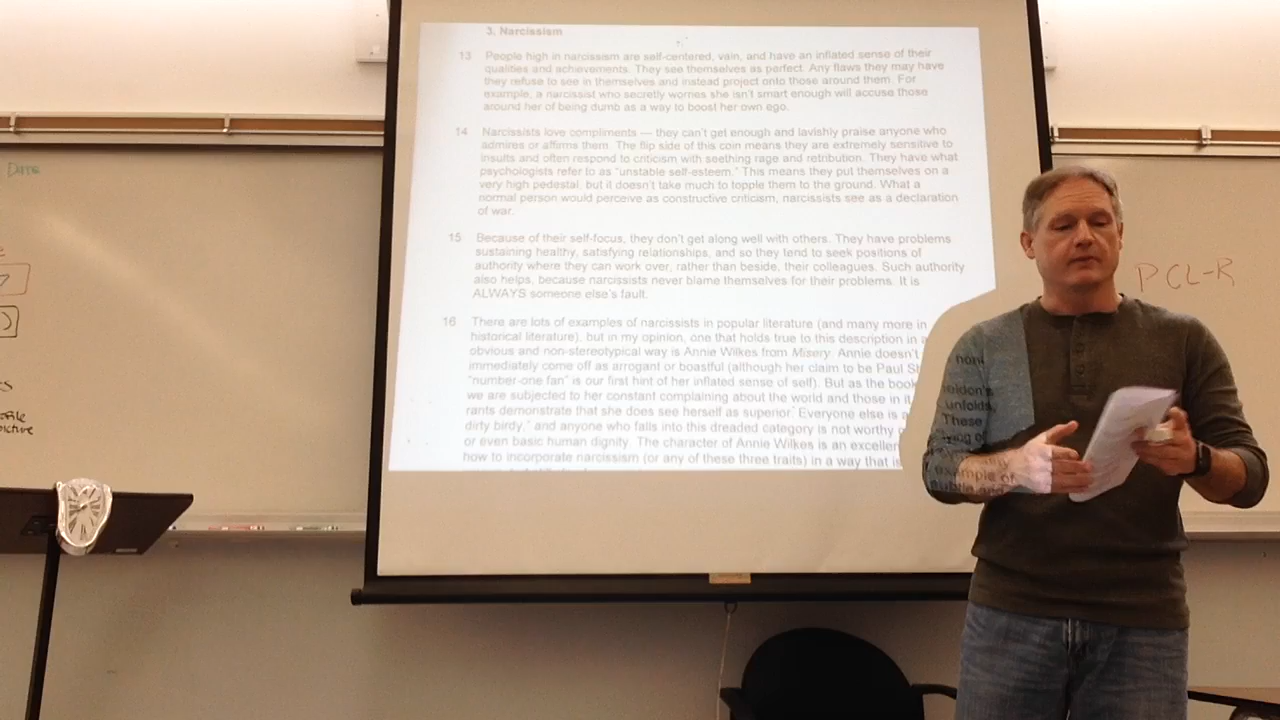 3. Narcissism
13 People high in narcissism are self-centered, vain, and have an inflated sense of their
qualities and achievements. They see themselves as perfect. Any flaws they may have
they refuse to see in themselves and instead project onto those around them. For
example, a narcissist who secretly worries she isn't smart enough will accuse those
around her of being dumb as a way to boost her own ego.
14 Narcissists love compliments — they can't get enough and lavishly praise anyone who
admires or affirms them. The flip side of this coin means they are extremely sensitive to
insults and often respond to criticism with seething rage and retribution. They have what
psychologists refer to as "unstable self-esteem." This means they put themselves on a
very high pedestal, but it doesn't take much to topple them to the ground. What a
normal person would perceive as constructive criticism, narcissists see as a declaration
of war.
15 Because of their self-focus, they don't get along well with others. They have problems
sustaining healthy, satisfying relationships, and so they tend to seek positions of
authority where they can work over, rather than beside, their colleagues. Such authority
also helps, because narcissists never blame themselves for their problems. It is
ALWAYS someone else's fault.
16 There are lots of examples of narcissists in popular literature (and many more in
historical literature), but in my opinion, one that holds true to this description in a
non-
obvious and non-stereotypical way is Annie Wilkes from Misery. Annie doesn't
immediately come off as arrogant or boastful (although her claim to be Paul Sheldon's
"number-one fan" is our first hint of her inflated sense of self). But as the book unfolds,
we are subjected to her constant complaining about the world and those in it. These
rants demonstrate that she does see herself as superior. Everyone else is a
dirty birdy," and anyone who falls into this dreaded category is not worthy
or even basic human dignity. The character of Annie Wilkes is an excellent example of
how to incorporate narcissism (or any of these three traits) in a way that is subtle and
PCL-R
Date